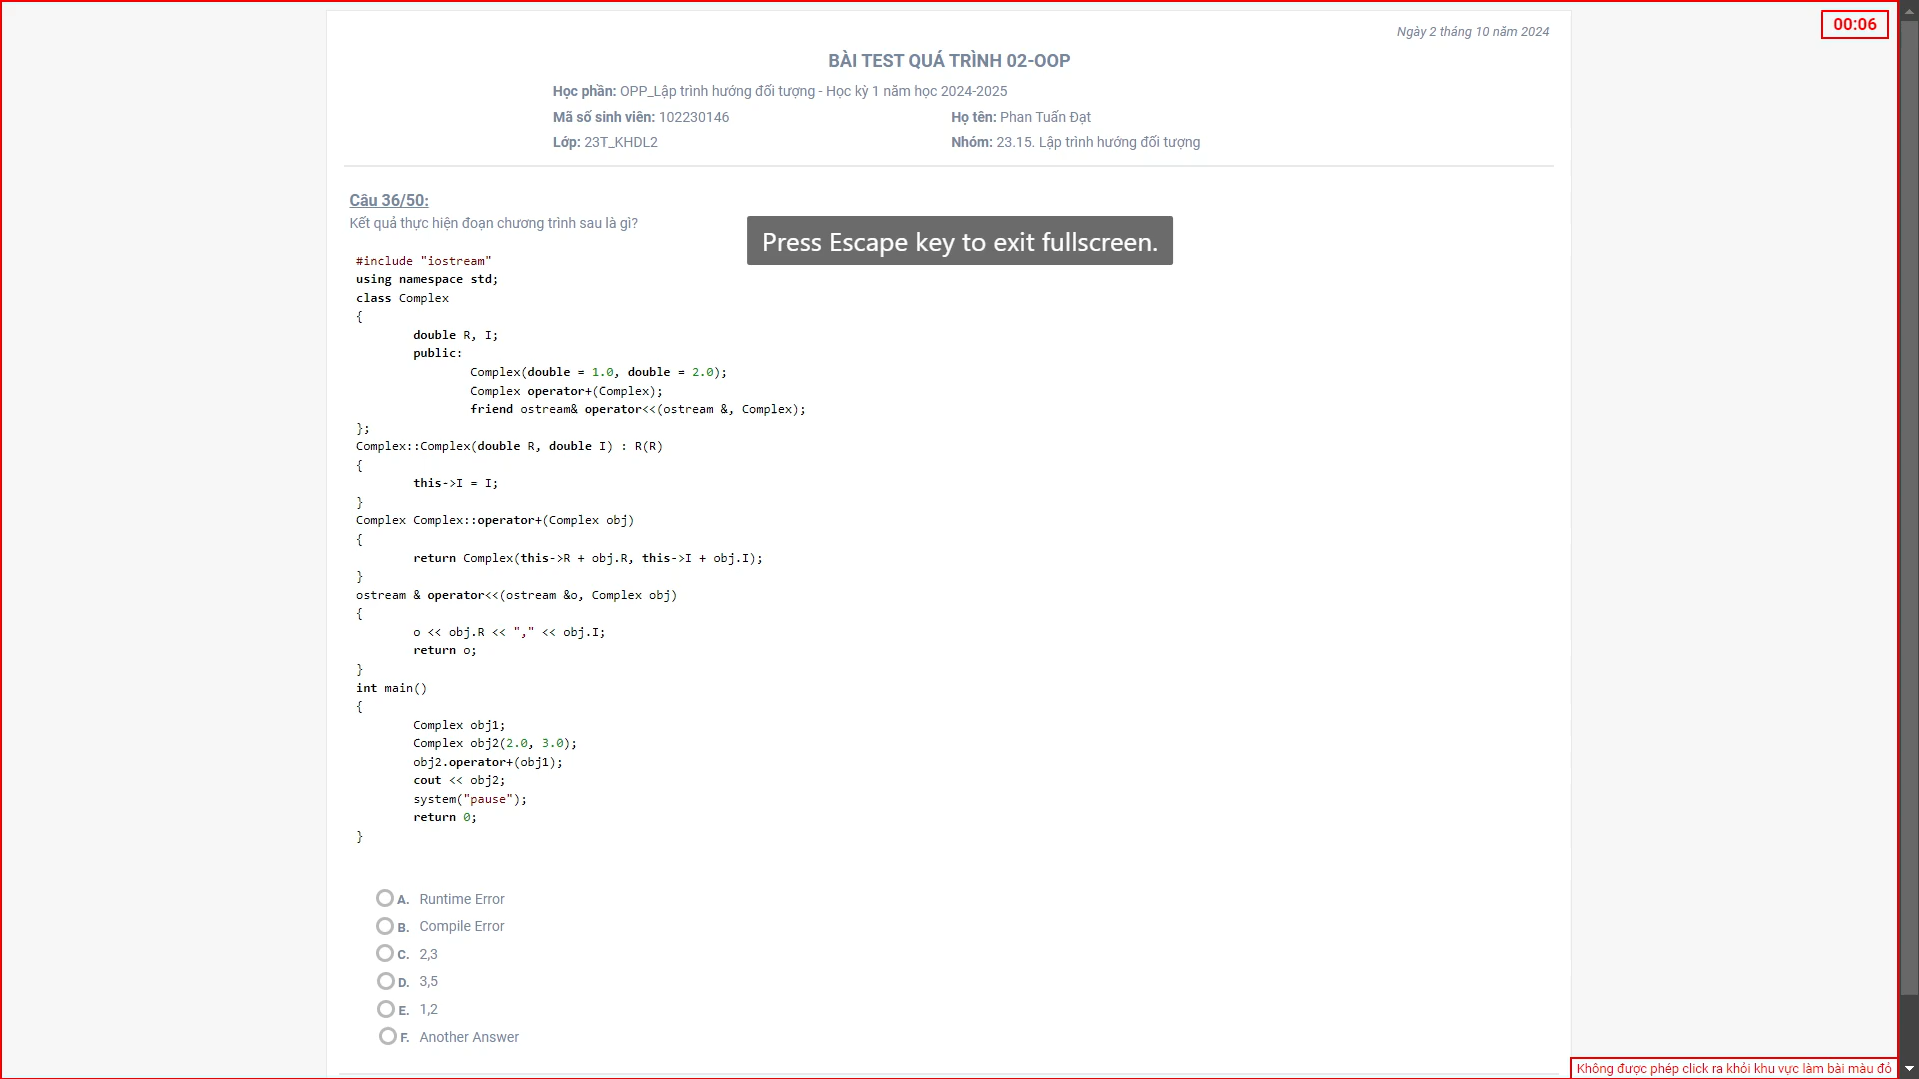 00:06
Ngày 2 tháng 10 năm 2024
BÀI TEST QUÁ TRÌNH 02-OOP
Học phần: OPP_Lập trình hướng đối tượng - Học kỳ 1 năm học 2024-2025
Mã số sinh viên: 102230146 Họ tên: Phan Tuấn Đạt
Lớp: 23T_KHDL2 Nhóm: 23.15. Lập trình hướng đối tượng
Câu 36/50:
Kết quả thực hiện đoạn chương trình sau là gì?
Press Escape key to exit fullscreen.
#include "iostream"
using namespace std;
class Complex
{
double R, I;
public:
Complex(double = 1.0, double = 2.0);
Complex operator+(Complex);
friend ostream& operator<<(ostream &, Complex);
};
Complex::Complex(double R, double I) : R(R)
{
this->I = I;
}
Complex Complex::operator+(Complex obj)
{
return Complex(this->R + obj.R, this->I + obj.I);
}
ostream & operator<<(ostream &o, Complex obj)
{
o << obj.R << "," << obj.I;
return o;
}
int main()
{
Complex obj1;
Complex obj2(2.0, 3.0);
obj2.operator+(obj1);
cout << obj2;
system("pause");
return 0;
}
A. Runtime Error
B. Compile Error
C. 2,3
D. 3,5
E. 1,2
F. Another Answer
Không được phép click ra khỏi khu vực làm bài màu đỏ